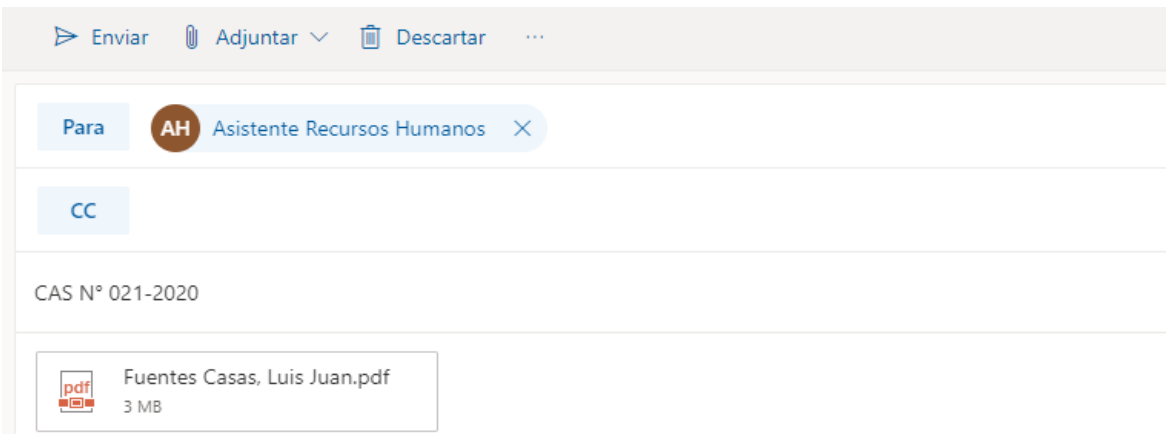 Enviar Adjuntar Descartar ...
Para AH Asistente Recursos Humanos
CC
CAS N° 021-2020
pdf Fuentes Casas, Luis Juan.pdf
3 MB